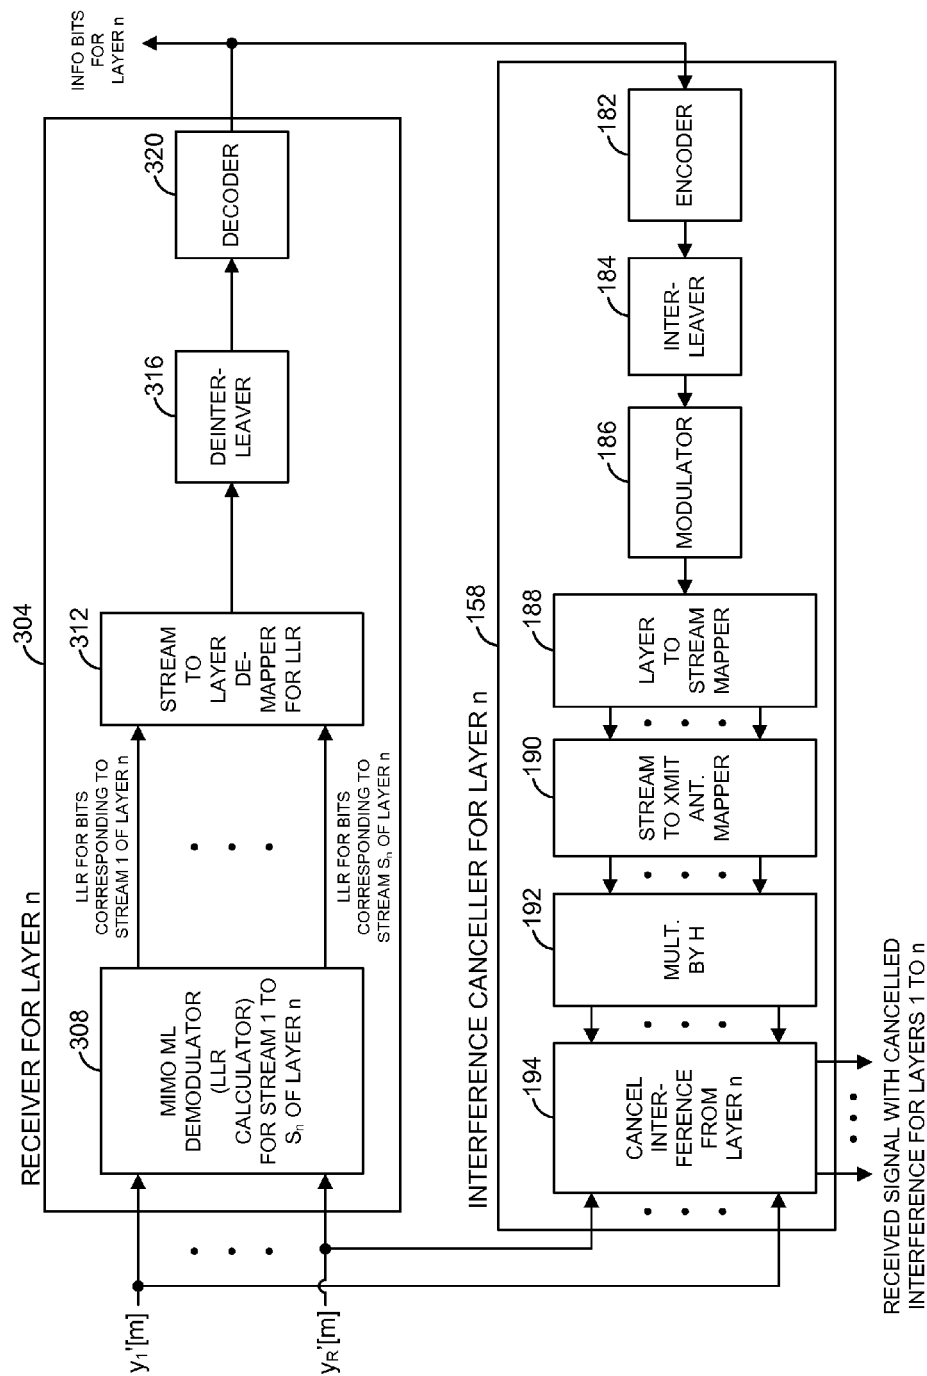 RECEIVER FOR LAYER n
304
y1'[m]
yR'[m]
308
MIMO ML
DEMODULATOR
(LLR
CALCULATOR)
FOR STREAM 1 TO
Sn OF LAYER n
LLR FOR BITS
CORRESPONDING TO
STREAM 1 OF LAYER n
LLR FOR BITS
CORRESPONDING TO
STREAM Sn OF LAYER n
312
STREAM
TO
LAYER
DE-
MAPPER
FOR LLR
316
DEINTER-
LEAVER
320
DECODER
INFO BITS
FOR
LAYER n
INTERFERENCE CANCELLER FOR LAYER n
158
194
CANCEL
INTER-
FERENCE
FROM
LAYER n
192
MULT.
BY H
190
STREAM
TO XMIT
ANT.
MAPPER
188
LAYER
TO
STREAM
MAPPER
186
MODULATOR
184
INTER-
LEAVER
182
ENCODER
RECEIVED SIGNAL WITH CANCELLED
INTERFERENCE FOR LAYERS 1 TO n